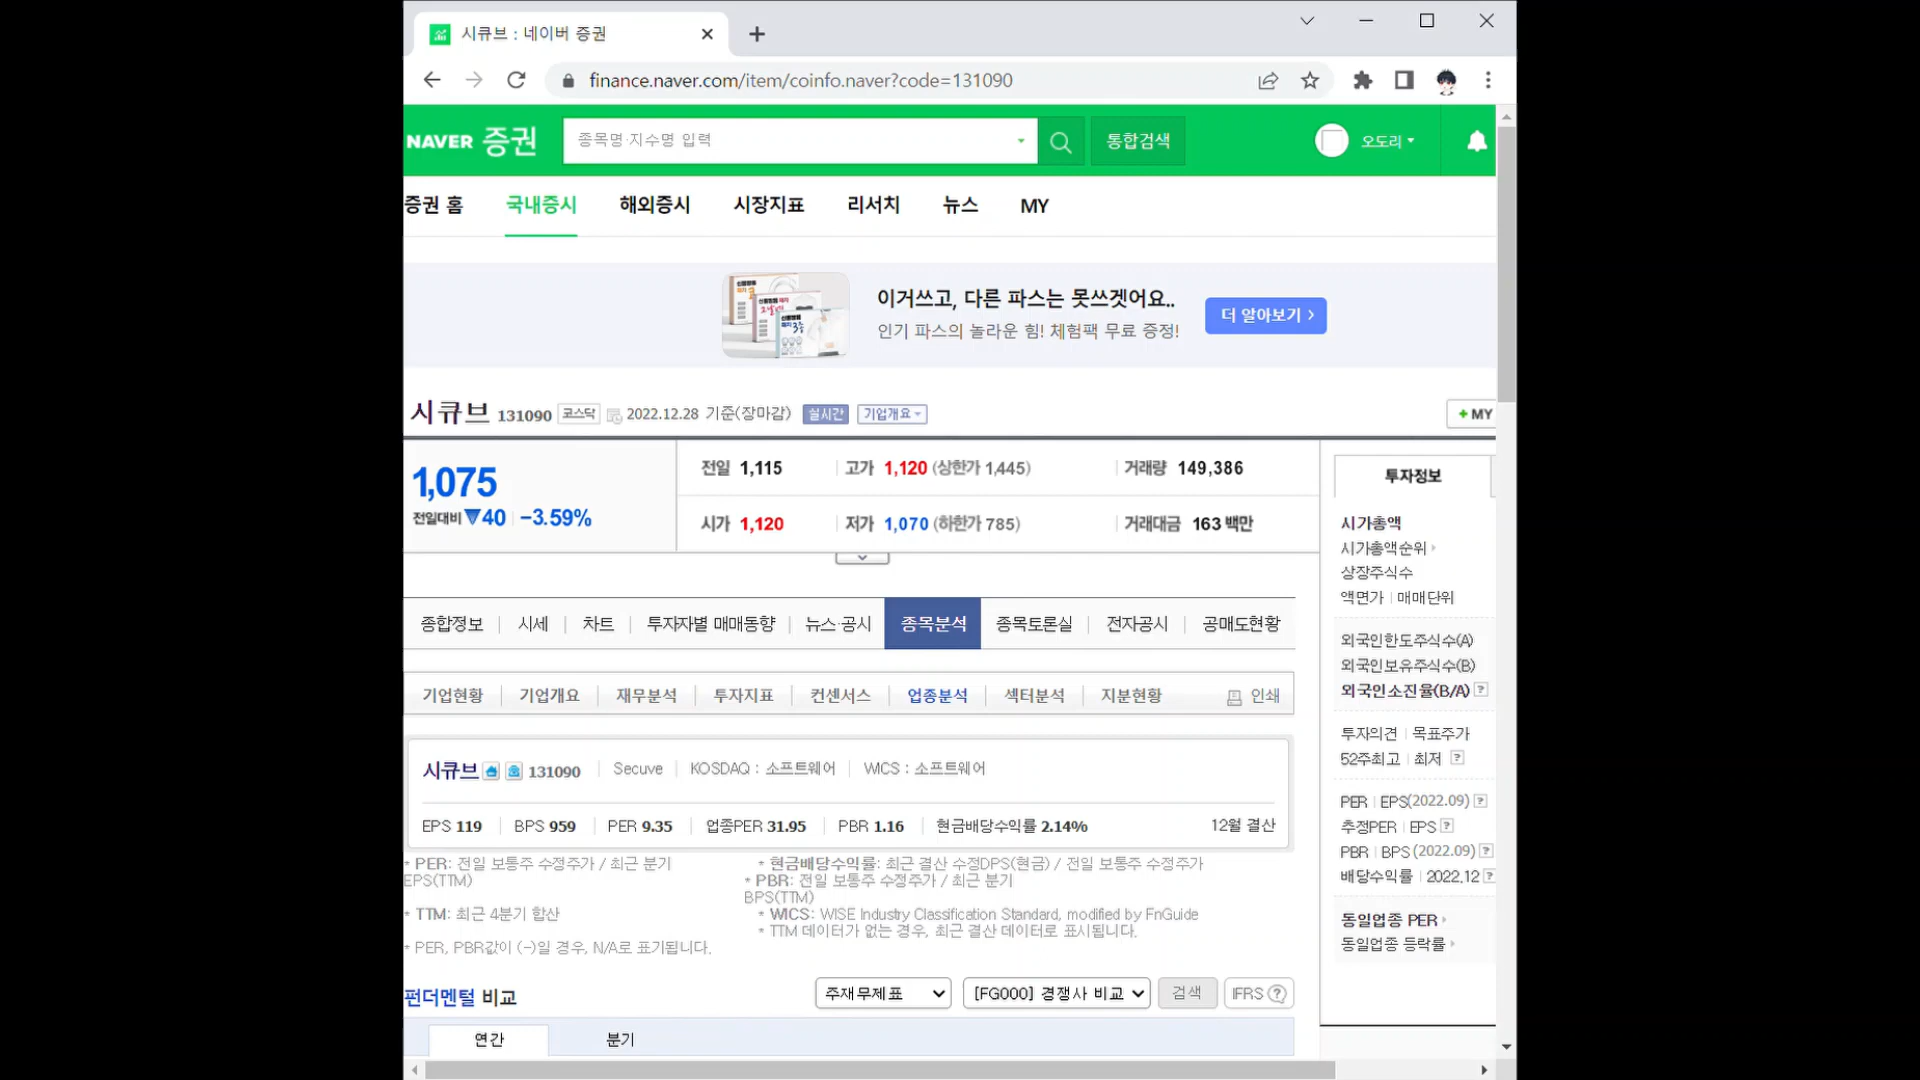 시큐브 : 네이버 증권
finance.naver.com/item/coinfo.naver?code=131090
NAVER 증권
종목명·지수명 입력
통합검색
오도리
증권 홈 국내증시 해외증시 시장지표 리서치 뉴스 MY
이거쓰고, 다른 파스는 못쓰겟어요..
인기 파스의 놀라운 힘! 체험팩 무료 증정!
더 알아보기 >
시큐브 131090 코스닥 2022.12.28 기준(장마감) 실시간 기업개요
+ MY
1,075
전일대비 ▼40 -3.59%
전일 1,115 고가 1,120 (상한가 1,445) 거래량 149,386
시가 1,120 저가 1,070 (하한가 785) 거래대금 163 백만
종합정보 시세 차트 투자자별 매매동향 뉴스·공시 종목분석 종목토론실 전자공시 공매도현황
기업현황 기업개요 재무분석 투자지표 컨센서스 업종분석 섹터분석 지분현황 인쇄
시큐브 131090 Secuve KOSDAQ : 소프트웨어 WICS : 소프트웨어
EPS 119 BPS 959 PER 9.35 업종PER 31.95 PBR 1.16 현금배당수익률 2.14% 12월 결산
* PER: 전일 보통주 수정주가 / 최근 분기
EPS(TTM)
* 현금배당수익률: 최근 결산 수정DPS(현금) / 전일 보통주 수정주가
* PBR: 전일 보통주 수정주가 / 최근 분기
BPS(TTM)
* TTM: 최근 4분기 합산
* WICS: WISE Industry Classification Standard, modified by FnGuide
* TTM 데이터가 없는 경우, 최근 결산 데이터로 표시됩니다.
* PER, PBR값이 (-)일 경우, N/A로 표기됩니다.
펀더멘털 비교
주재무제표 [FG000] 경쟁사 비교 검색 IFRS ?
연간 분기
투자정보
시가총액
시가총액순위
상장주식수
액면가 매매단위
외국인한도주식수(A)
외국인보유주식수(B)
외국인소진율(B/A) ?
투자의견 목표주가
52주최고 최저 ?
PER EPS(2022.09) ?
추정PER EPS ?
PBR BPS (2022.09) ?
배당수익률 2022.12 ?
동일업종 PER
동일업종 등락률